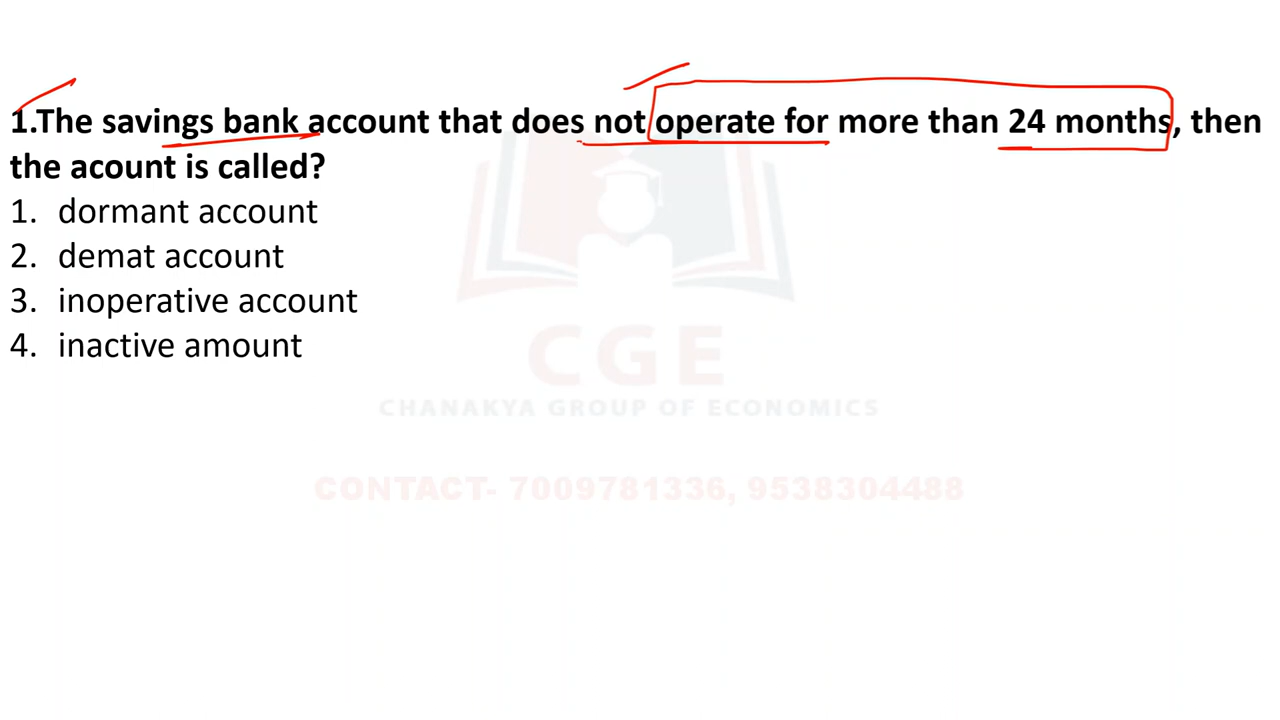 1.The savings bank account that does not operate for more than 24 months, then
the acount is called?
1. dormant account
2. demat account
3. inoperative account
4. inactive amount
CGE
CHANAKYA GROUP OF ECONOMICS
CONTACT- 7009781336, 9538304488